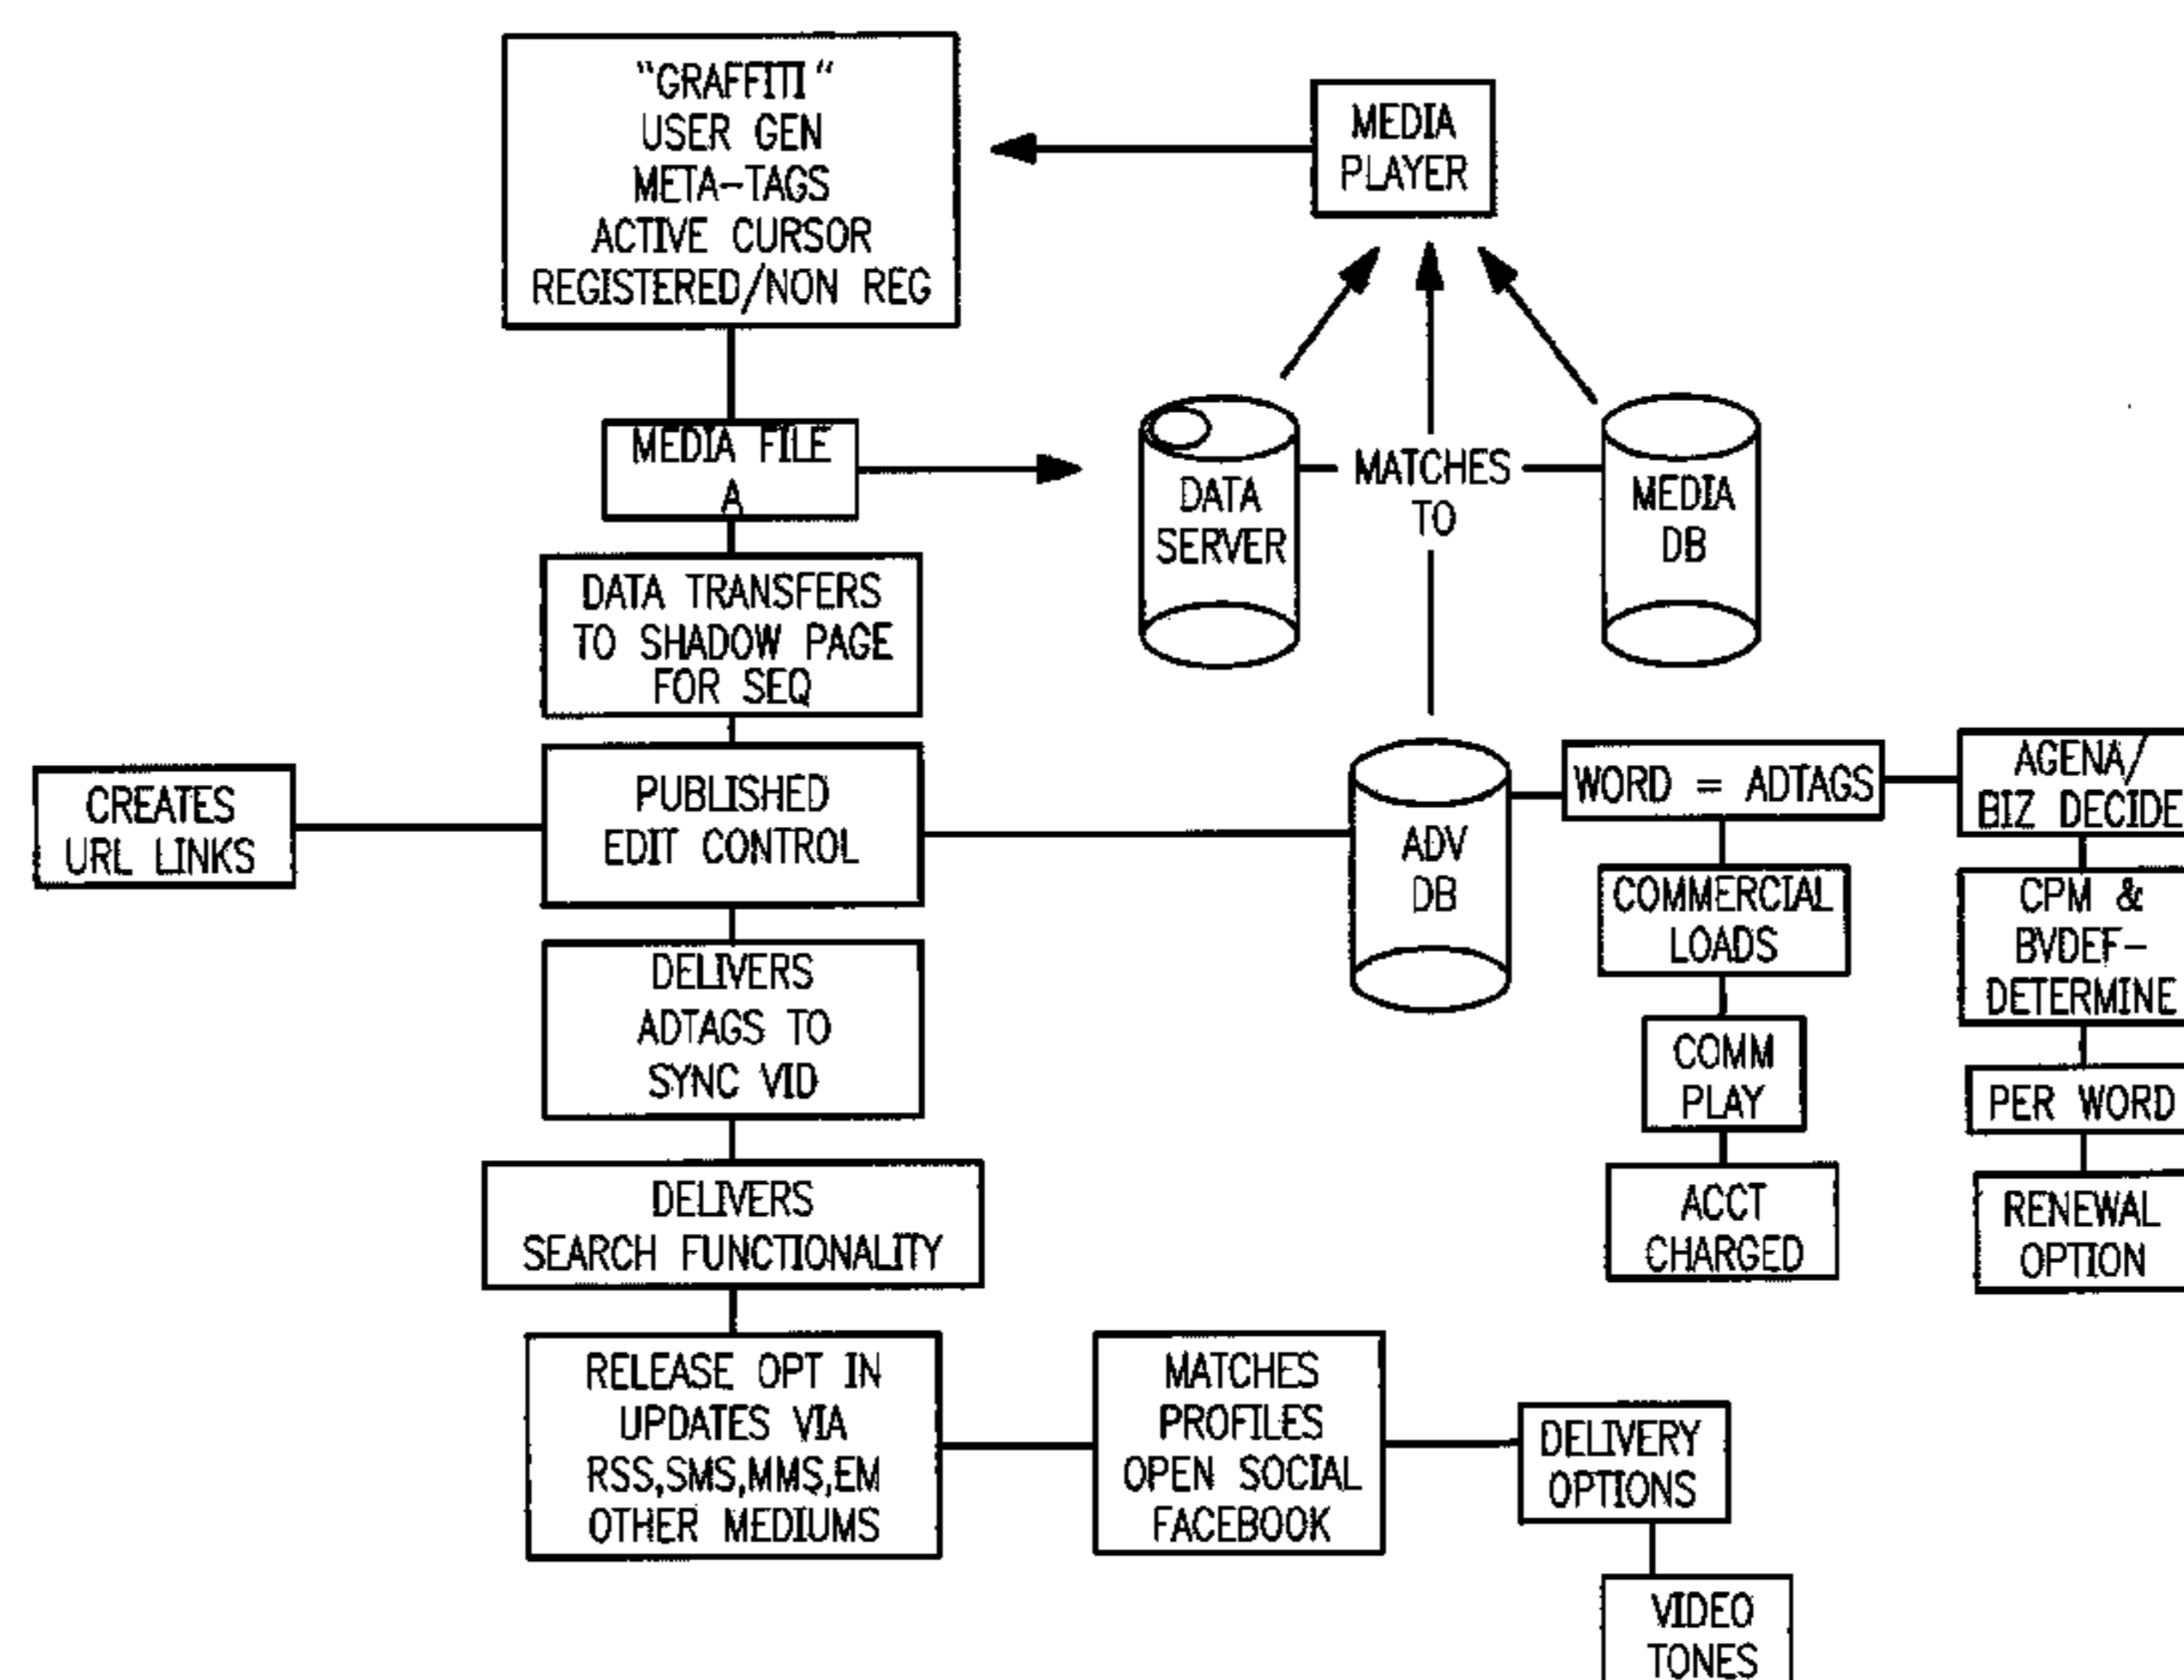 "GRAFFITI"
USER GEN
META-TAGS
ACTIVE CURSOR
REGISTERED/NON REG
MEDIA
PLAYER
MEDIA FILE
A
DATA
SERVER
MATCHES
TO
MEDIA
DB
DATA TRANSFERS
TO SHADOW PAGE
FOR SEQ
CREATES
URL LINKS
PUBLISHED
EDIT CONTROL
ADV
DB
WORD = ADTAGS
AGENA/
BIZ DECIDE
COMMERCIAL
LOADS
CPM &
BVDEF-
DETERMINE
COMM
PLAY
PER WORD
ACCT
CHARGED
RENEWAL
OPTION
DELIVERS
ADTAGS TO
SYNC VID
DELIVERS
SEARCH FUNCTIONALITY
RELEASE OPT IN
UPDATES VIA
RSS,SMS,MMS,EM
OTHER MEDIUMS
MATCHES
PROFILES
OPEN SOCIAL
FACEBOOK
DELIVERY
OPTIONS
VIDEO
TONES